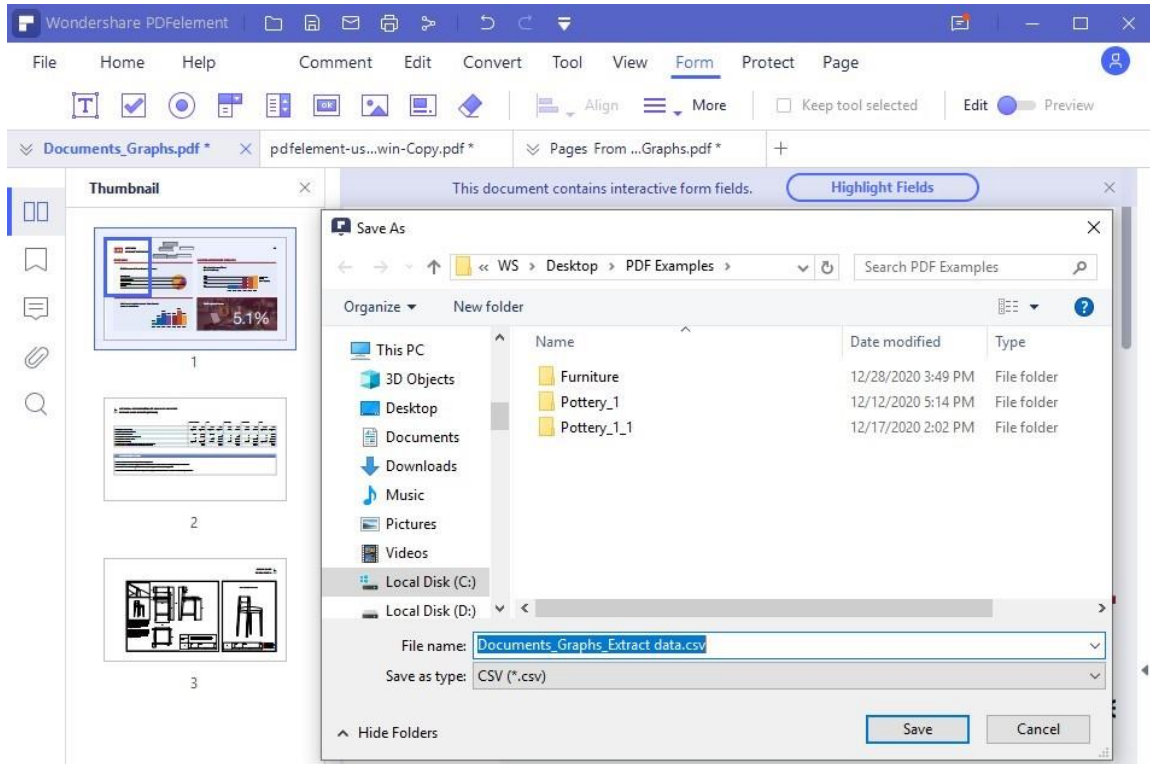 Wondershare PDFelement
File Home Help Comment Edit Convert Tool View Form Protect Page
T ok Align More Keep tool selected Edit Preview
Documents_Graphs.pdf * pdfelement-us...win-Copy.pdf * Pages From ...Graphs.pdf * +
Thumbnail This document contains interactive form fields. Highlight Fields
5.1%
1
2
3
Save As
« WS › Desktop › PDF Examples › Search PDF Examples
Organize New folder ?
Name Date modified Type
This PC
3D Objects
Desktop
Documents
Downloads
Music
Pictures
Videos
Local Disk (C:)
Local Disk (D:)
Furniture 12/28/2020 3:49 PM File folder
Pottery_1 12/12/2020 5:14 PM File folder
Pottery_1_1 12/17/2020 2:02 PM File folder
File name: Documents_Graphs_Extract data.csv
Save as type: CSV (*.csv)
Hide Folders Save Cancel